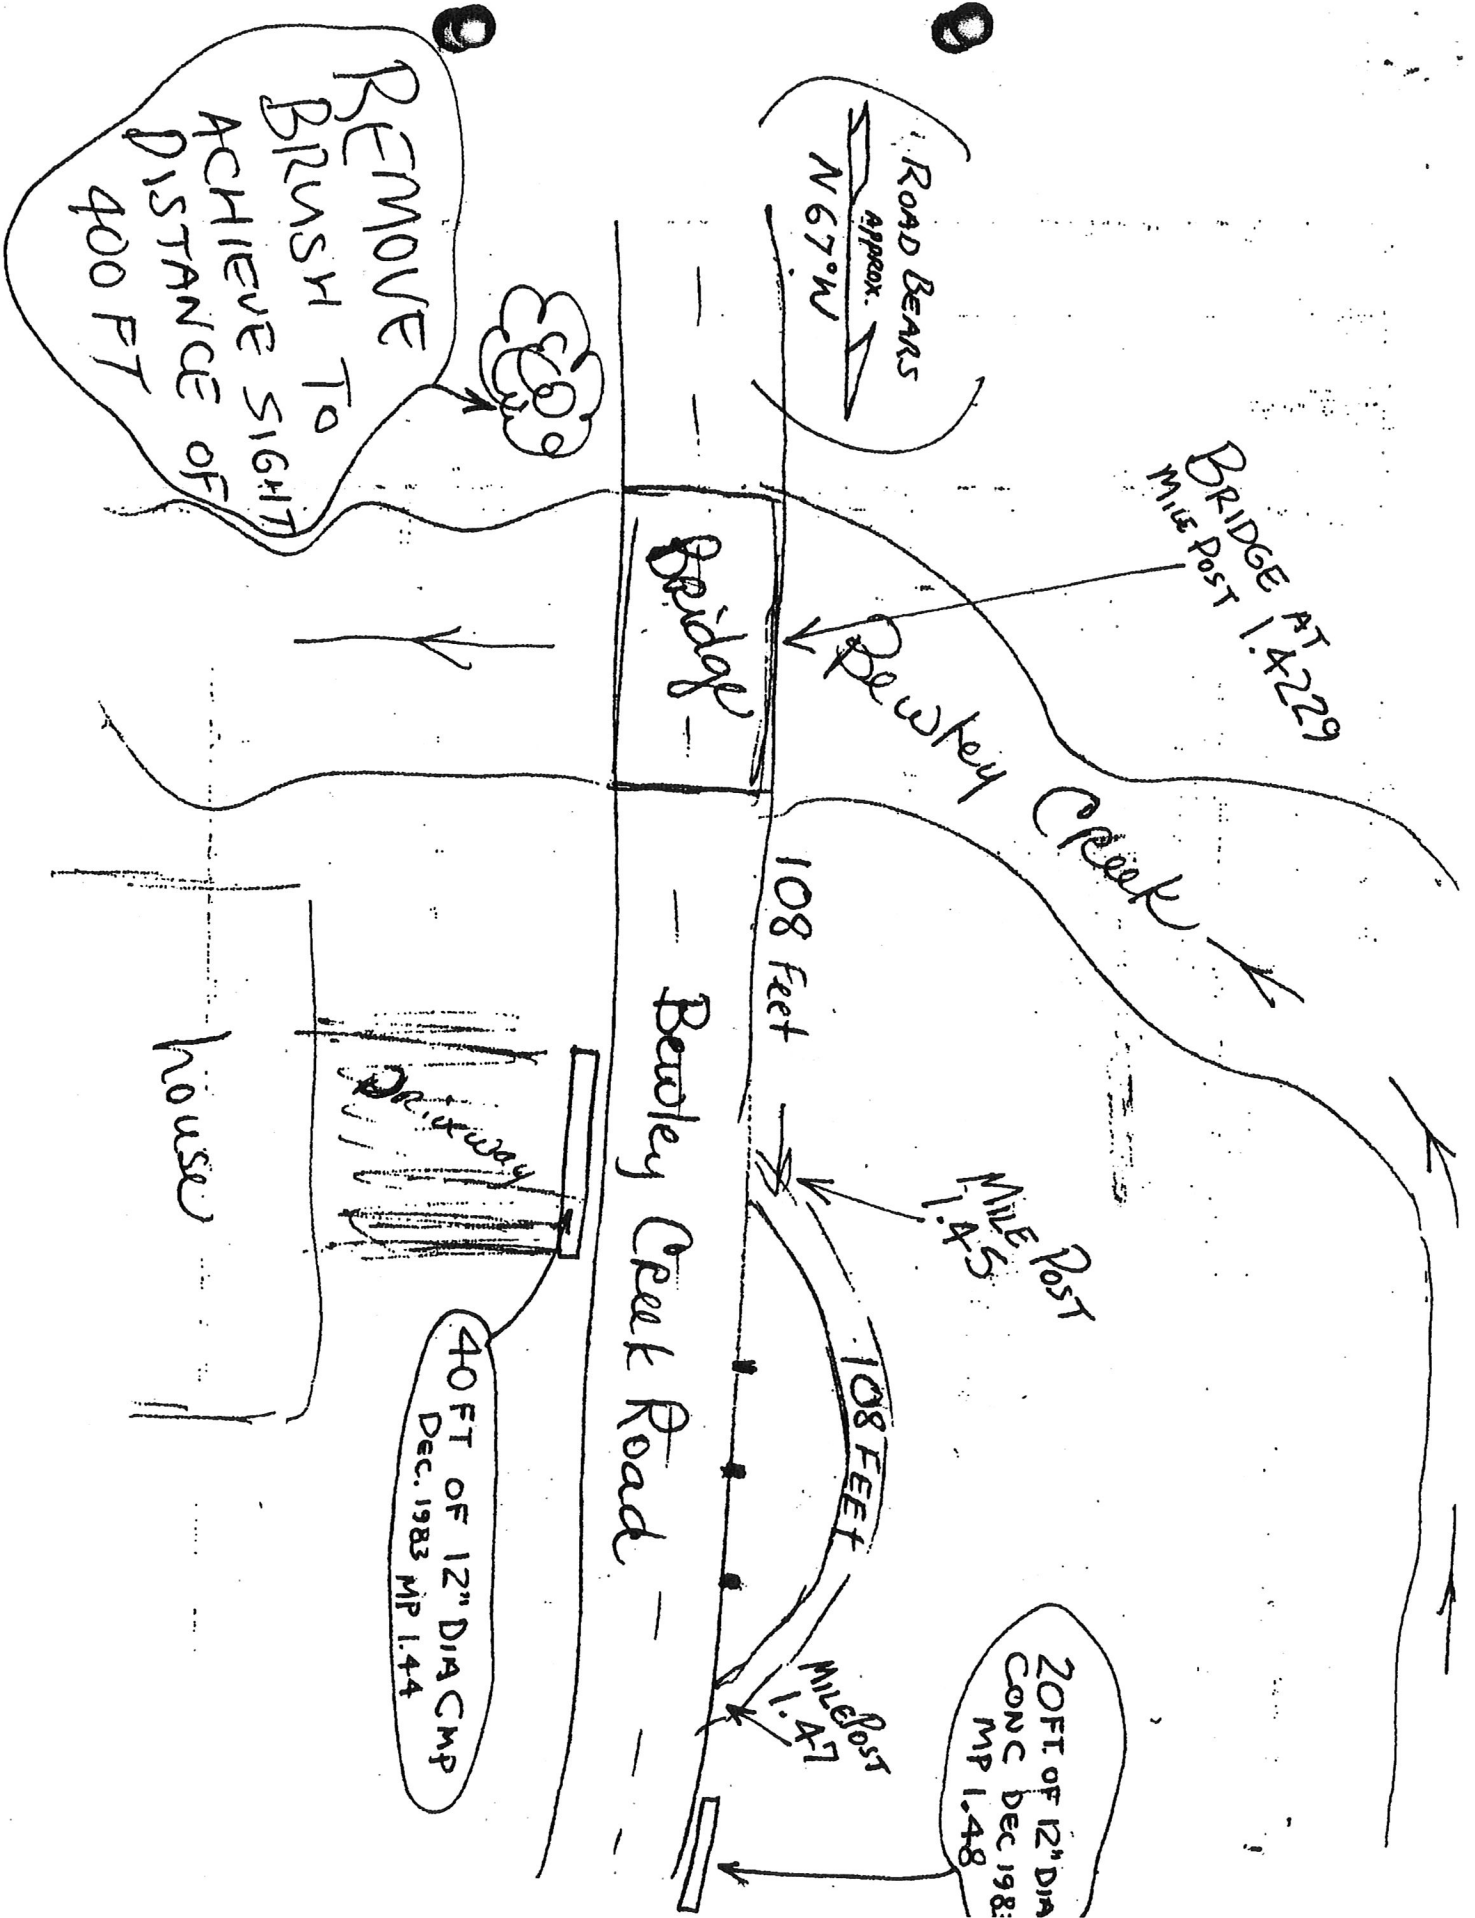 ROAD BEARS
APPROX.
N 67° W
BRIDGE AT
MILE POST 1.4229
Bewley Creek
Bridge
REMOVE
BRUSH TO
ACHIEVE SIGHT
DISTANCE OF
400 FT
108 Feet
MILE POST
1.45
108 FEET
MILE POST
1.47
20 FT. OF 12" DIA
CONC DEC 198
MP 1.48
Bewley Creek Road
Driveway
house
40 FT OF 12" DIA CMP
DEC. 1983 MP 1.44